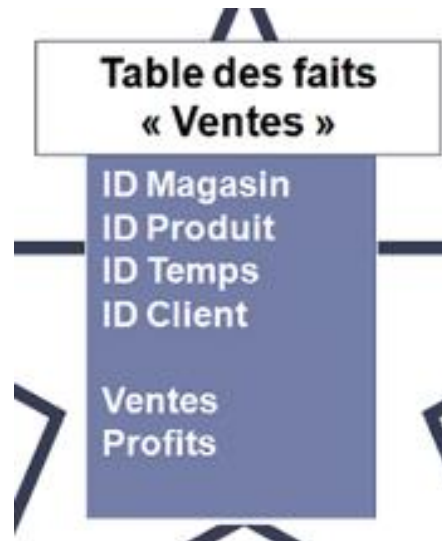 Table des faits
« Ventes »
ID Magasin
ID Produit
ID Temps
ID Client
Ventes
Profits